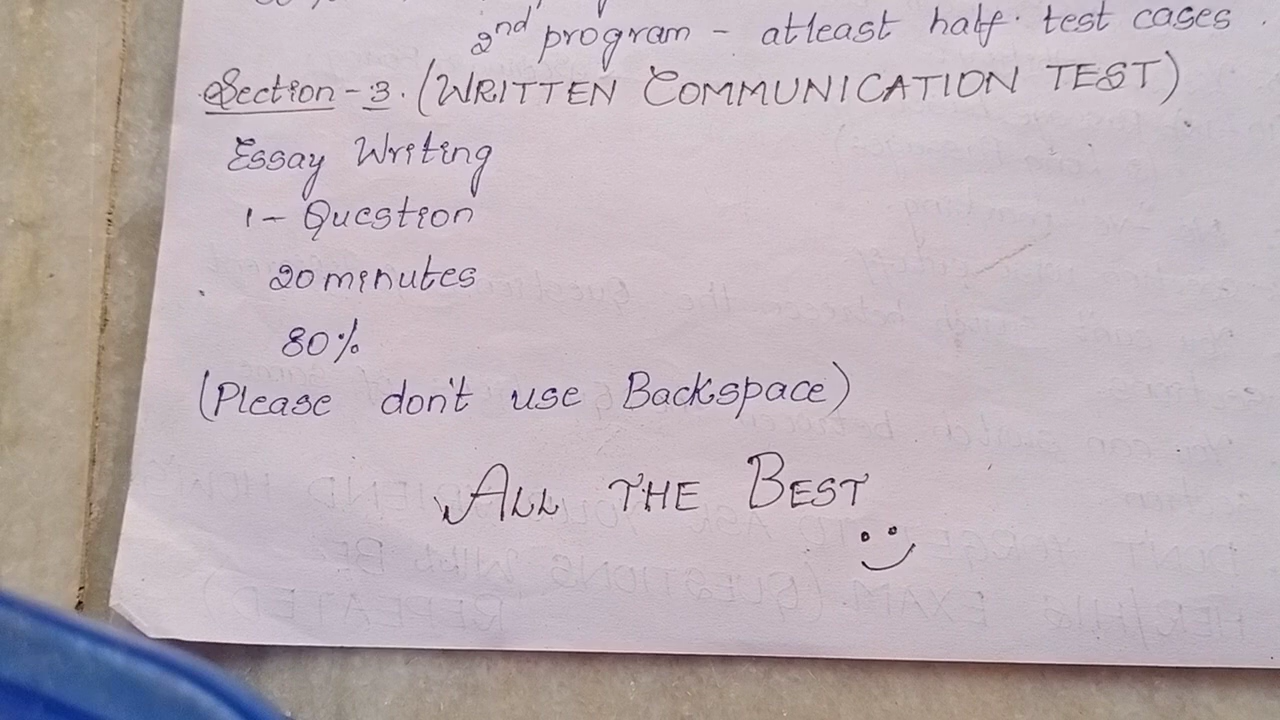 2nd program - atleast half test cases.
Section - 3. (WRITTEN COMMUNICATION TEST)
Essay Writing
1 - Question
20 minutes
80%
(Please don't use Backspace)
ALL THE BEST
:)